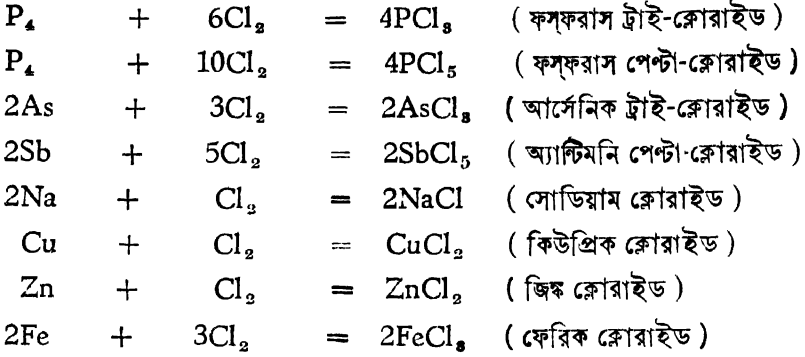 P₄ + 6Cl₂ = 4PCl₃ ( ফস্‌ফরাস ট্রাই-ক্লোরাইড )
P₄ + 10Cl₂ = 4PCl₅ ( ফস্‌ফরাস পেণ্টা-ক্লোরাইড )
2As + 3Cl₂ = 2AsCl₃ ( আর্সেনিক ট্রাই-ক্লোরাইড )
2Sb + 5Cl₂ = 2SbCl₅ ( অ্যাণ্টিমনি পেণ্টা-ক্লোরাইড )
2Na + Cl₂ = 2NaCl ( সোডিয়াম ক্লোরাইড )
Cu + Cl₂ = CuCl₂ ( কিউপ্রিক ক্লোরাইড )
Zn + Cl₂ = ZnCl₂ ( জিঙ্ক ক্লোরাইড )
2Fe + 3Cl₂ = 2FeCl₃ ( ফেরিক ক্লোরাইড )